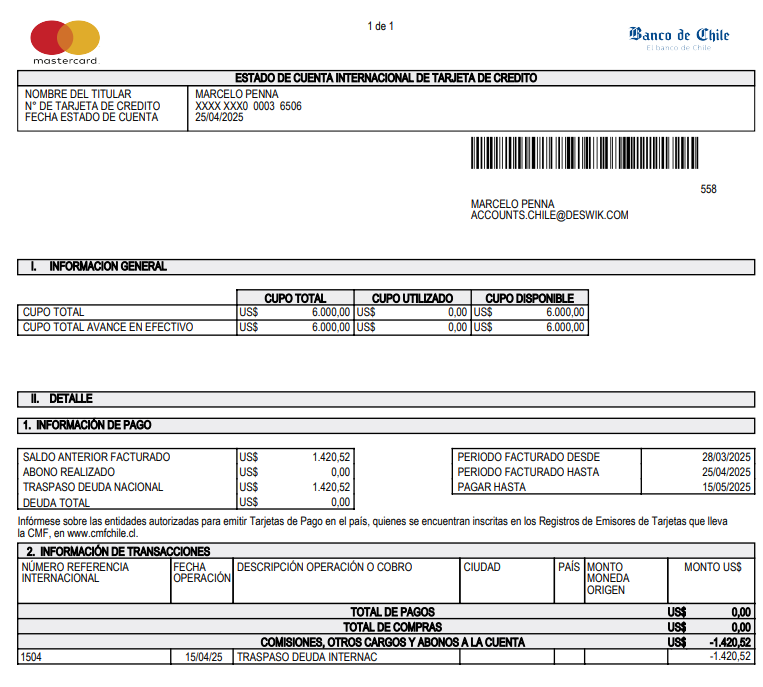 1 de 1
mastercard.
Banco de Chile
El banco de Chile
ESTADO DE CUENTA INTERNACIONAL DE TARJETA DE CREDITO
NOMBRE DEL TITULAR MARCELO PENNA
N° DE TARJETA DE CREDITO XXXX XXX0 0003 6506
FECHA ESTADO DE CUENTA 25/04/2025
558
MARCELO PENNA
ACCOUNTS.CHILE@DESWIK.COM
I. INFORMACION GENERAL
CUPO TOTAL CUPO UTILIZADO CUPO DISPONIBLE
CUPO TOTAL US$ 6.000,00 US$ 0,00 US$ 6.000,00
CUPO TOTAL AVANCE EN EFECTIVO US$ 6.000,00 US$ 0,00 US$ 6.000,00
II. DETALLE
1. INFORMACIÓN DE PAGO
SALDO ANTERIOR FACTURADO US$ 1.420,52 PERIODO FACTURADO DESDE 28/03/2025
ABONO REALIZADO US$ 0,00 PERIODO FACTURADO HASTA 25/04/2025
TRASPASO DEUDA NACIONAL US$ 1.420,52 PAGAR HASTA 15/05/2025
DEUDA TOTAL US$ 0,00
Infórmese sobre las entidades autorizadas para emitir Tarjetas de Pago en el país, quienes se encuentran inscritas en los Registros de Emisores de Tarjetas que lleva
la CMF, en www.cmfchile.cl.
2. INFORMACIÓN DE TRANSACCIONES
NÚMERO REFERENCIA FECHA DESCRIPCIÓN OPERACIÓN O COBRO CIUDAD PAÍS MONTO MONTO US$
INTERNACIONAL OPERACIÓN MONEDA
ORIGEN
TOTAL DE PAGOS US$ 0,00
TOTAL DE COMPRAS US$ 0,00
COMISIONES, OTROS CARGOS Y ABONOS A LA CUENTA US$ -1.420,52
1504 15/04/25 TRASPASO DEUDA INTERNAC -1.420,52